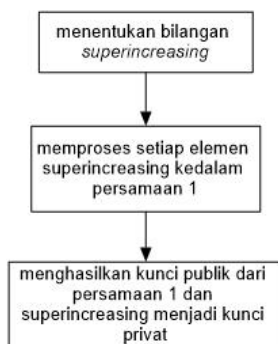 menentukan bilangan
superincreasing
memproses setiap elemen
superincreasing kedalam
persamaan 1
menghasilkan kunci publik dari
persamaan 1 dan
superincreasing menjadi kunci
privat